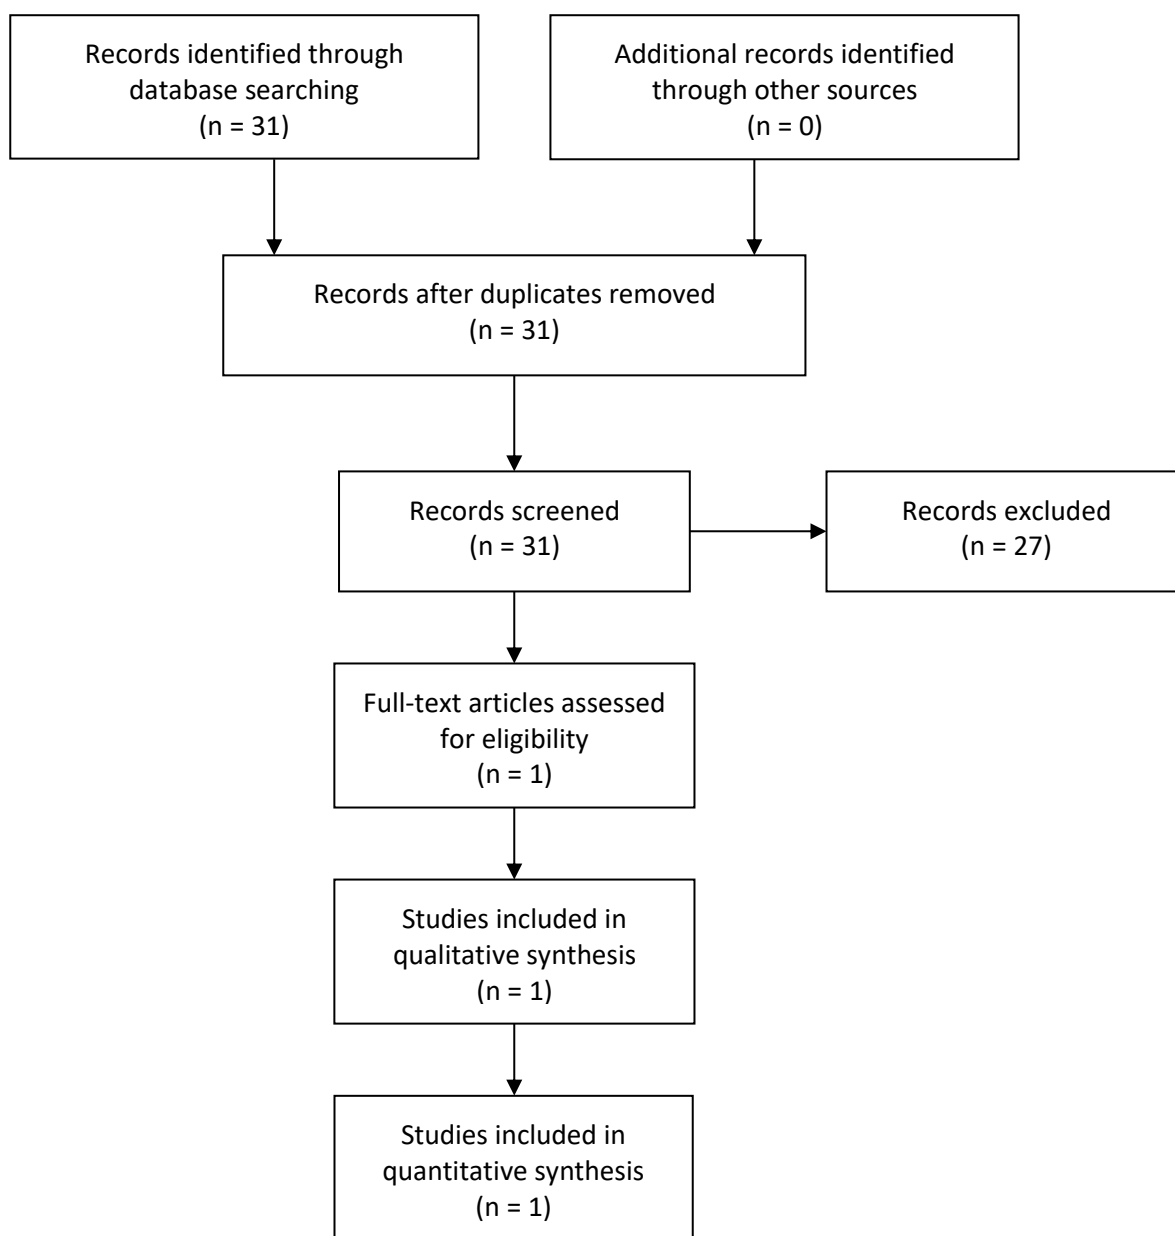 Records identified through
database searching
(n = 31)
Additional records identified
through other sources
(n = 0)
Records after duplicates removed
(n = 31)
Records screened
(n = 31)
Records excluded
(n = 27)
Full-text articles assessed
for eligibility
(n = 1)
Studies included in
qualitative synthesis
(n = 1)
Studies included in
quantitative synthesis
(n = 1)